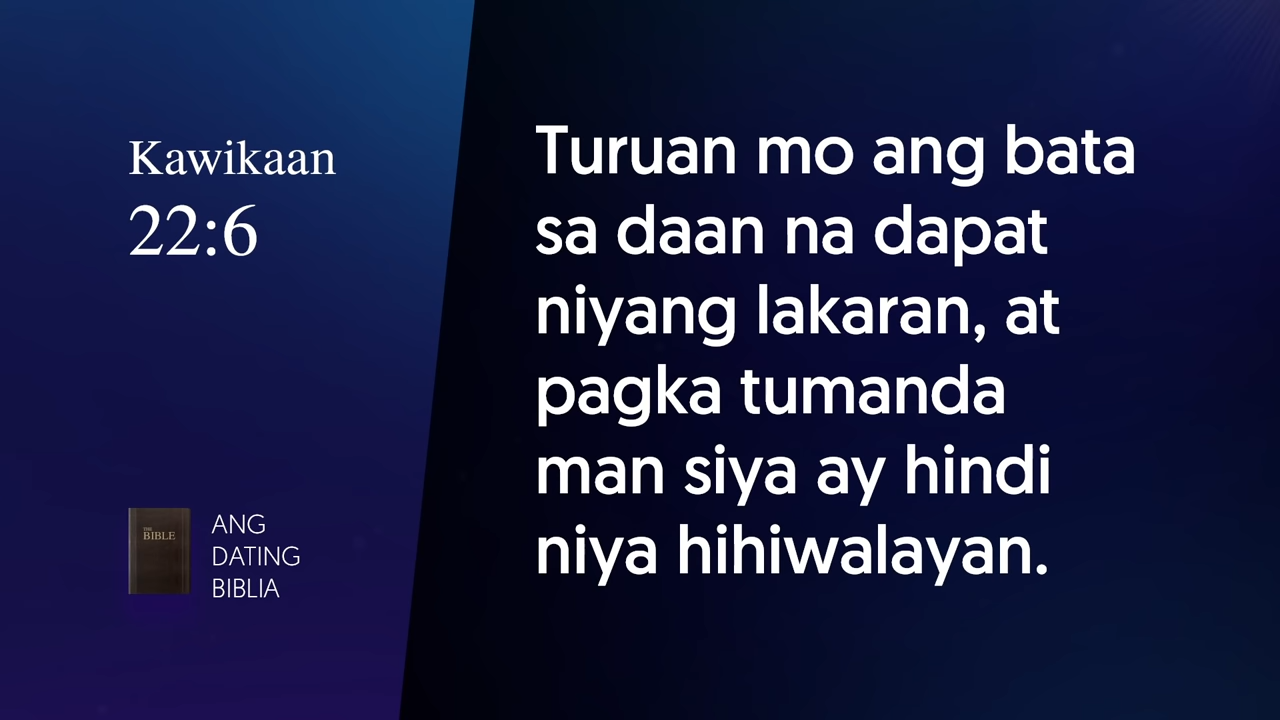 Kawikaan
22:6
Turuan mo ang bata
sa daan na dapat
niyang lakaran, at
pagka tumanda
man siya ay hindi
niya hihiwalayan.
THE
BIBLE
ANG
DATING
BIBLIA